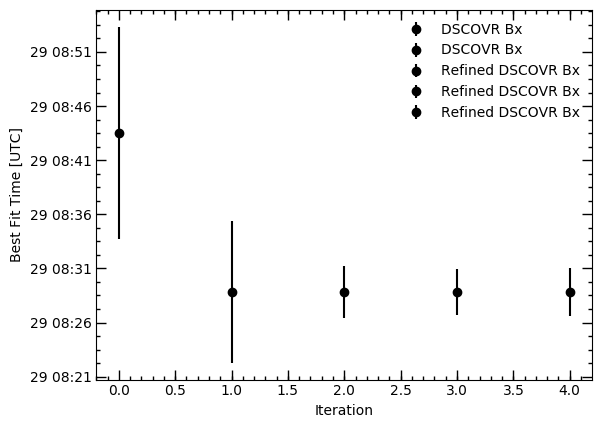 DSCOVR Bx
DSCOVR Bx
Refined DSCOVR Bx
Refined DSCOVR Bx
Refined DSCOVR Bx
Best Fit Time [UTC]
29 08:51
29 08:46
29 08:41
29 08:36
29 08:31
29 08:26
29 08:21
0.0 0.5 1.0 1.5 2.0 2.5 3.0 3.5 4.0
Iteration